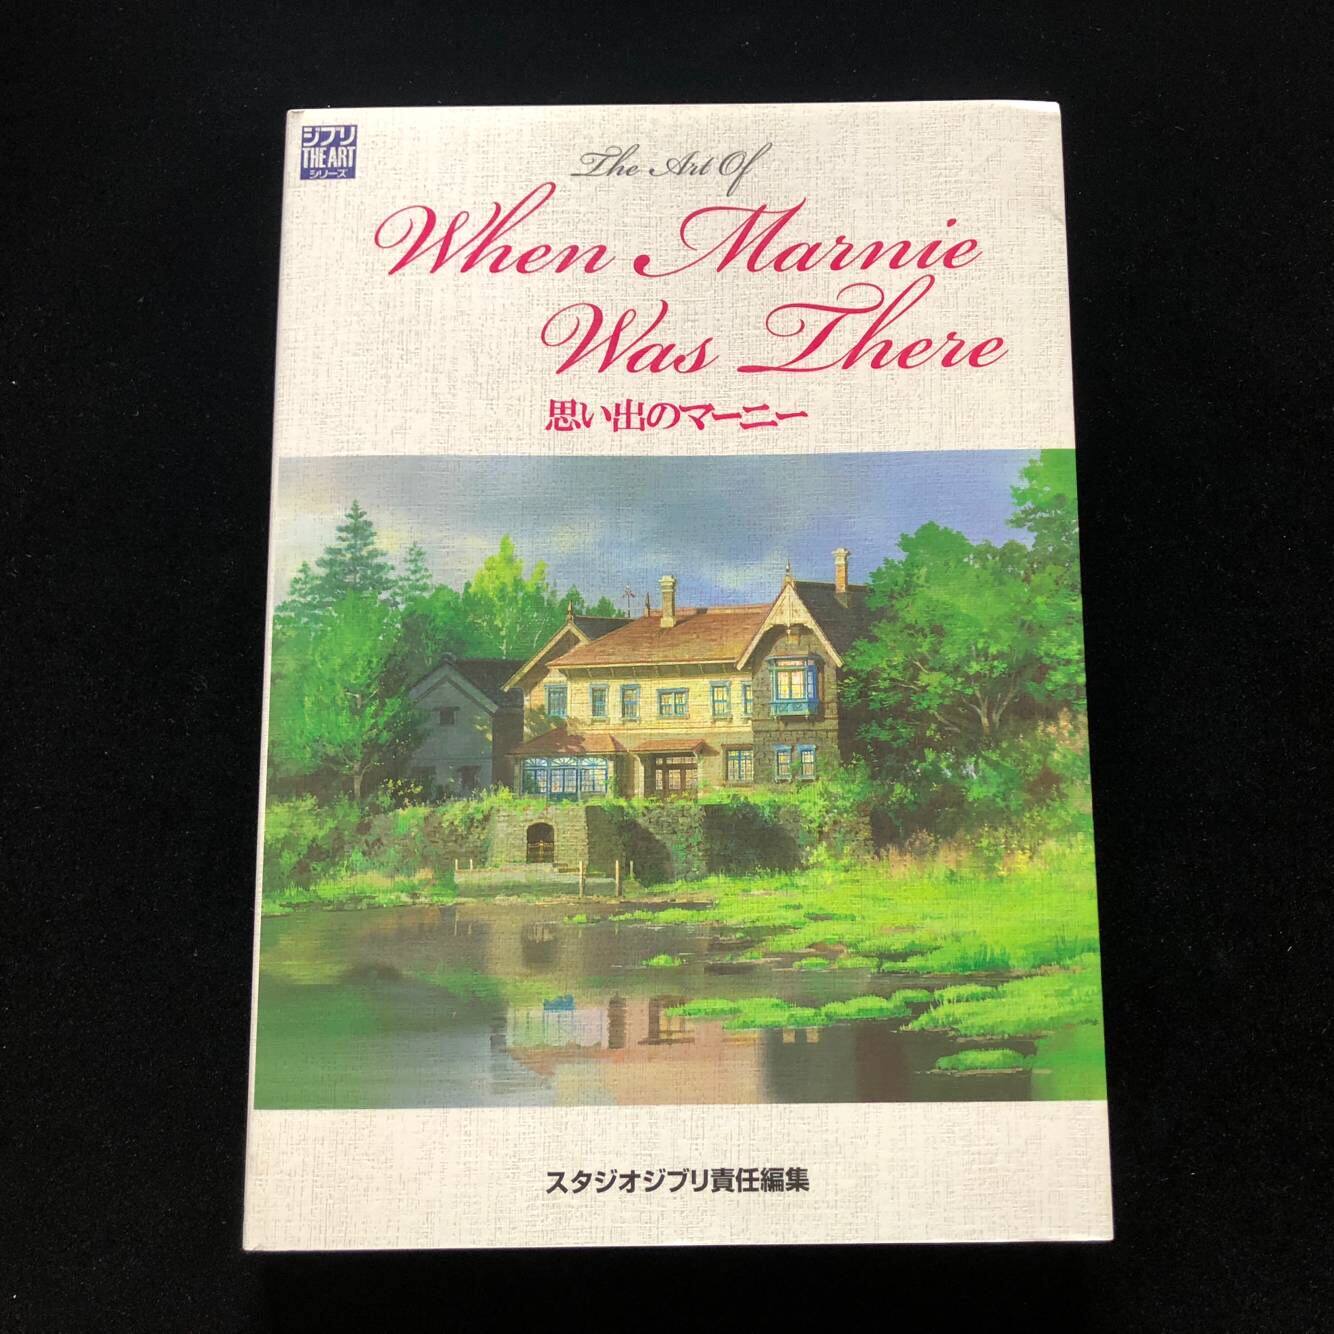 ジブリ
THE ART
シリーズ
The Art Of
When Marnie
Was There
思い出のマーニー
スタジオジブリ責任編集